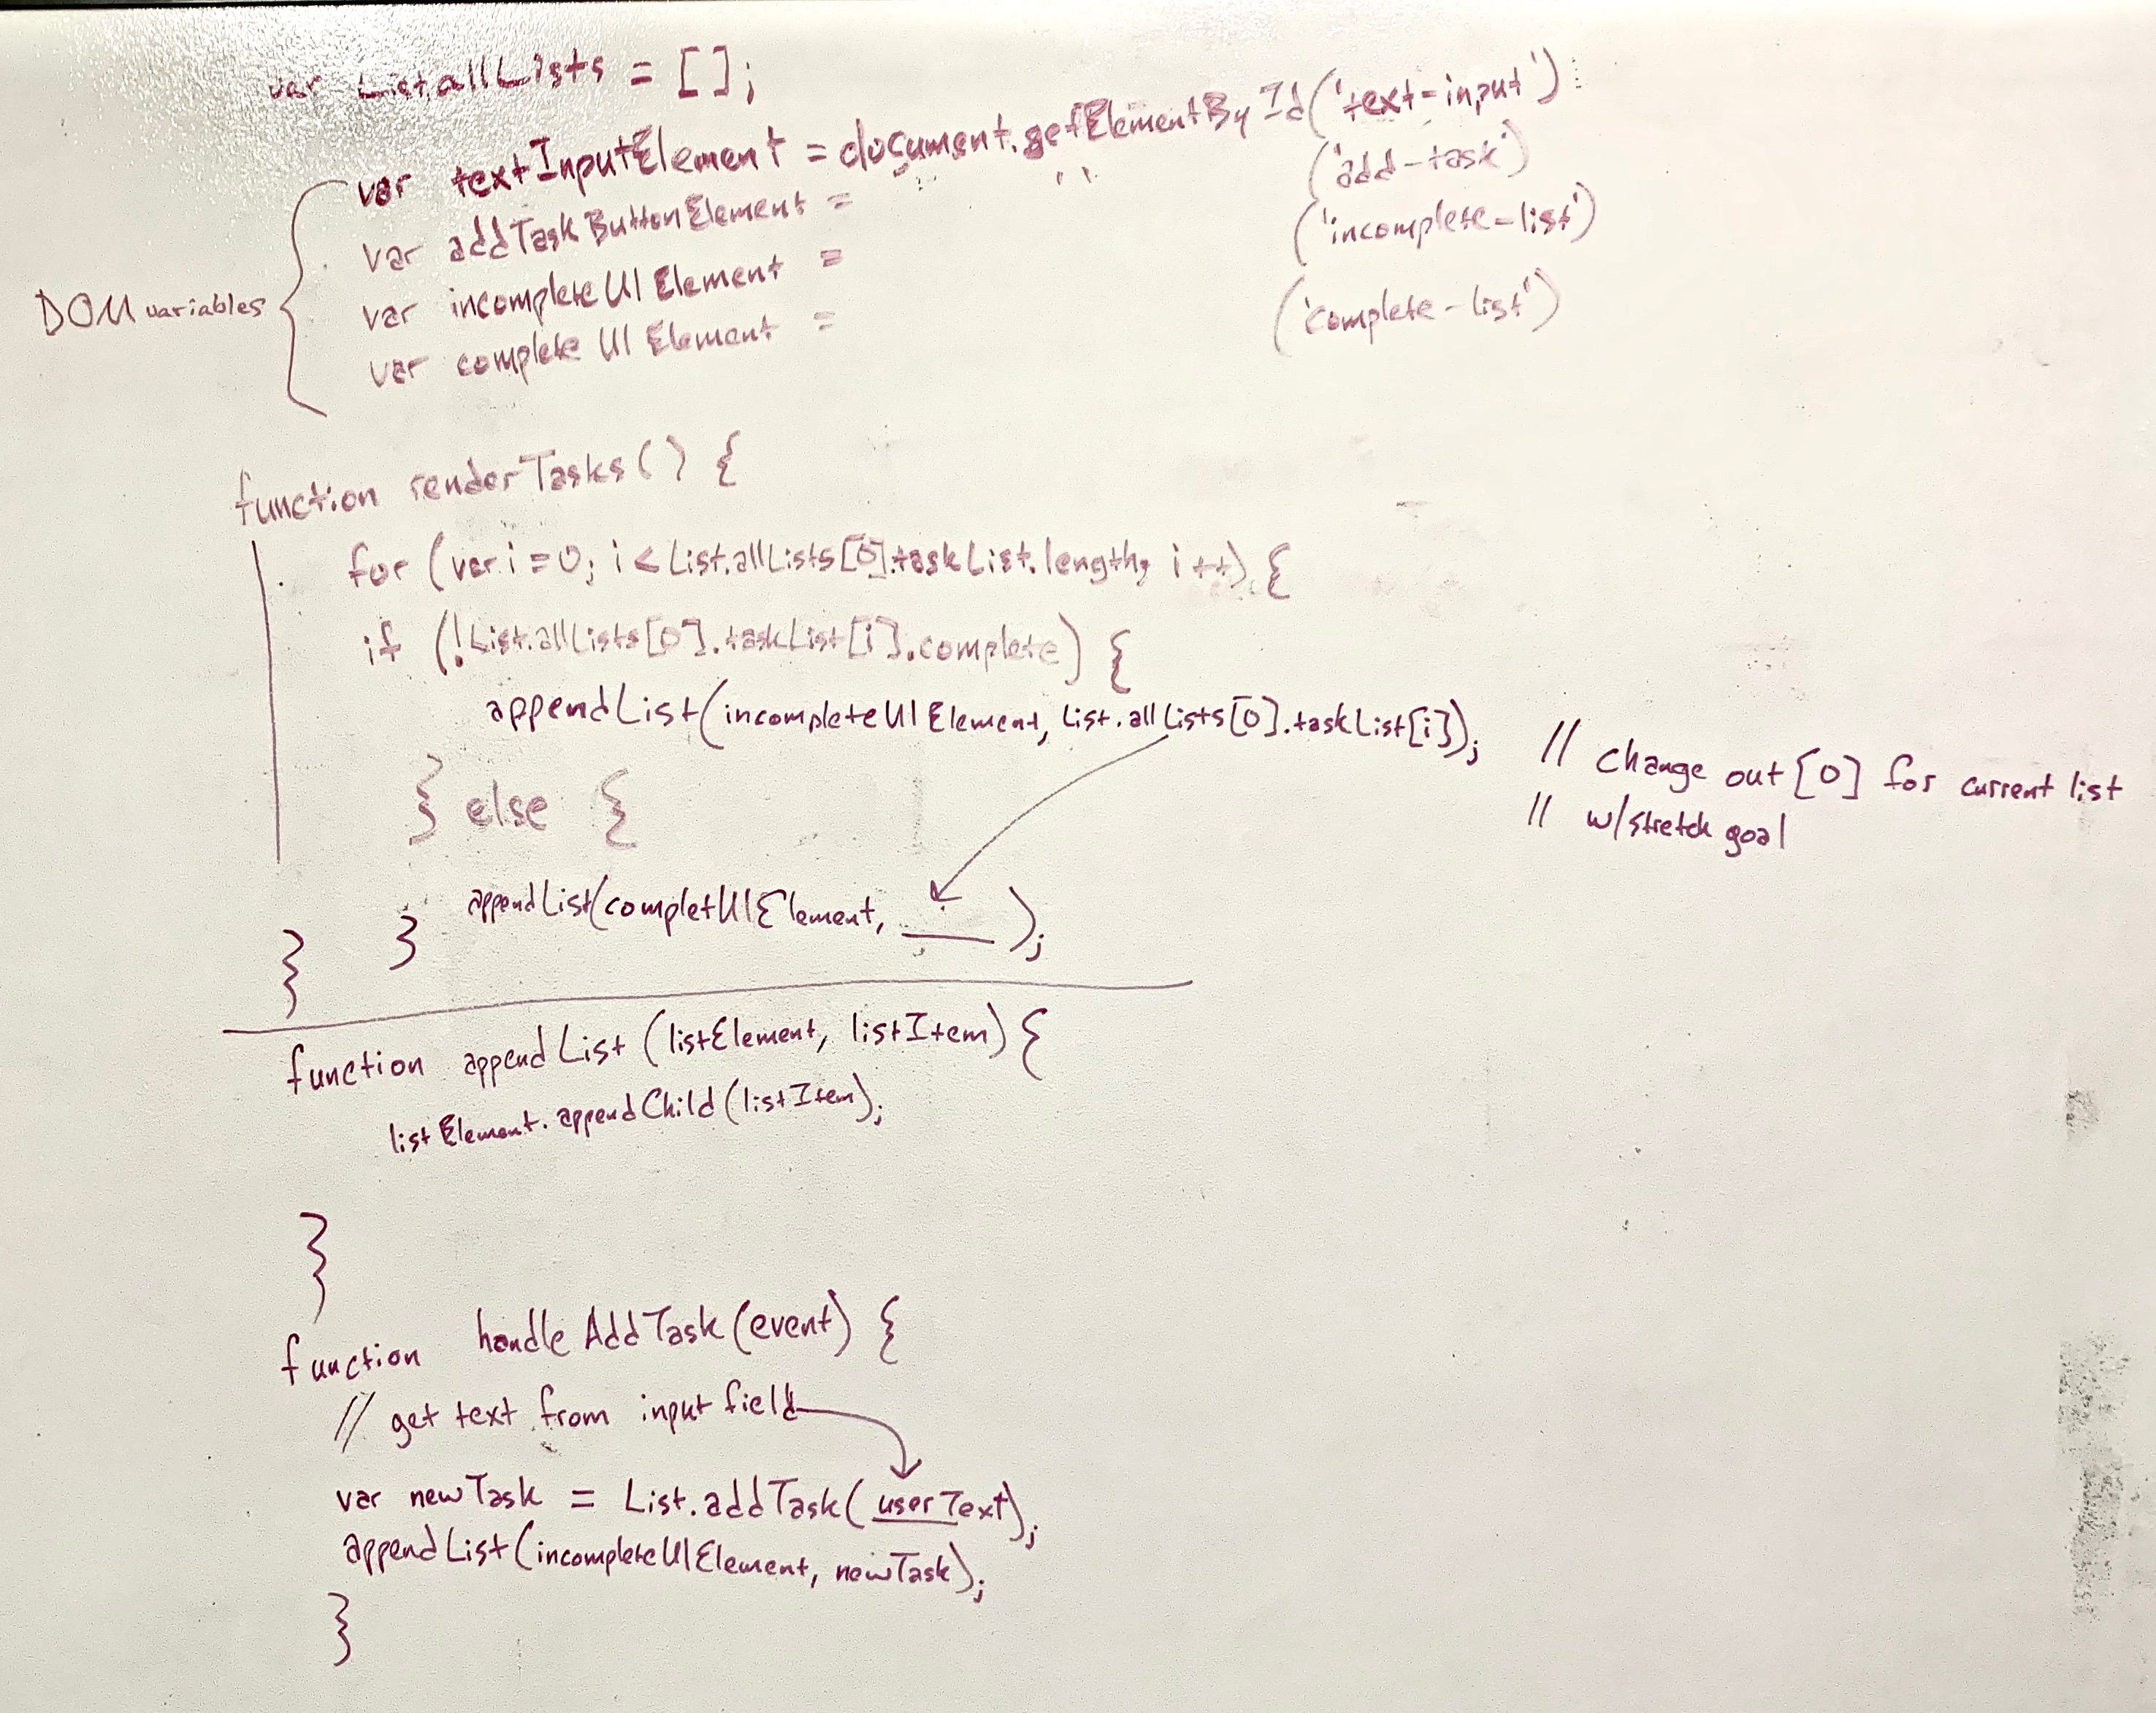 var List.allLists = [];
var textInputElement = document.getElementById('text-input');
var addTaskButtonElement = " ('add-task')
var incompleteUlElement = ('incomplete-list')
var completeUlElement = ('complete-list')
DOM variables
function renderTasks() {
for (var i = 0; i < List.allLists[0].taskList.length; i++) {
if (!List.allLists[0].taskList[i].complete) {
appendList(incompleteUlElement, List.allLists[0].taskList[i]);
// change out [0] for current list
// w/stretch goal
} else {
appendList(completUlElement, ____ );
}
}
function appendList (listElement, listItem) {
listElement.appendChild(listItem);
}
function handleAddTask(event) {
// get text from input field
var newTask = List.addTask(userText);
appendList(incompleteUlElement, newTask);
}